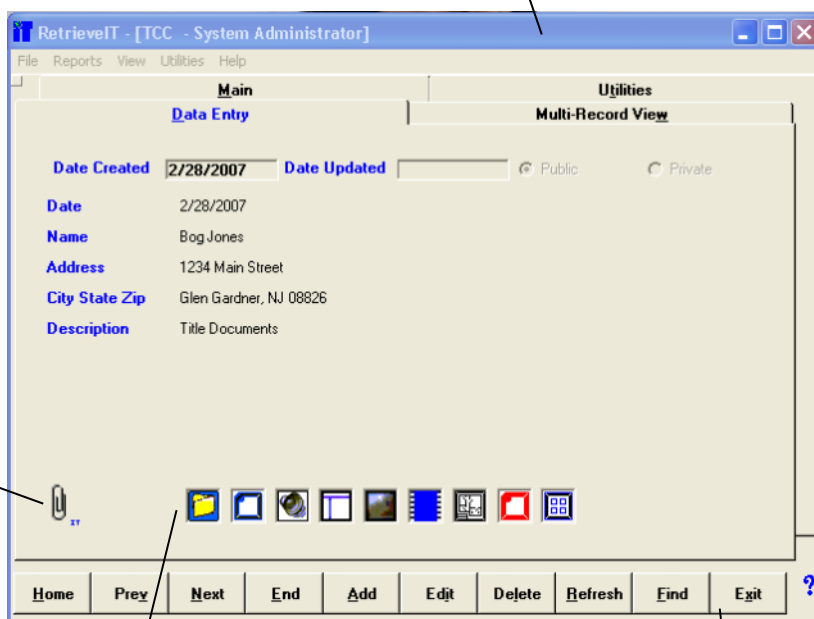 RetrieveIT - [TCC - System Administrator]
File Reports View Utilities Help
Main Utilities
Data Entry Multi-Record View
Date Created 2/28/2007 Date Updated Public Private
Date 2/28/2007
Name Bog Jones
Address 1234 Main Street
City State Zip Glen Gardner, NJ 08826
Description Title Documents
IT
Home Prev Next End Add Edit Delete Refresh Find Exit ?